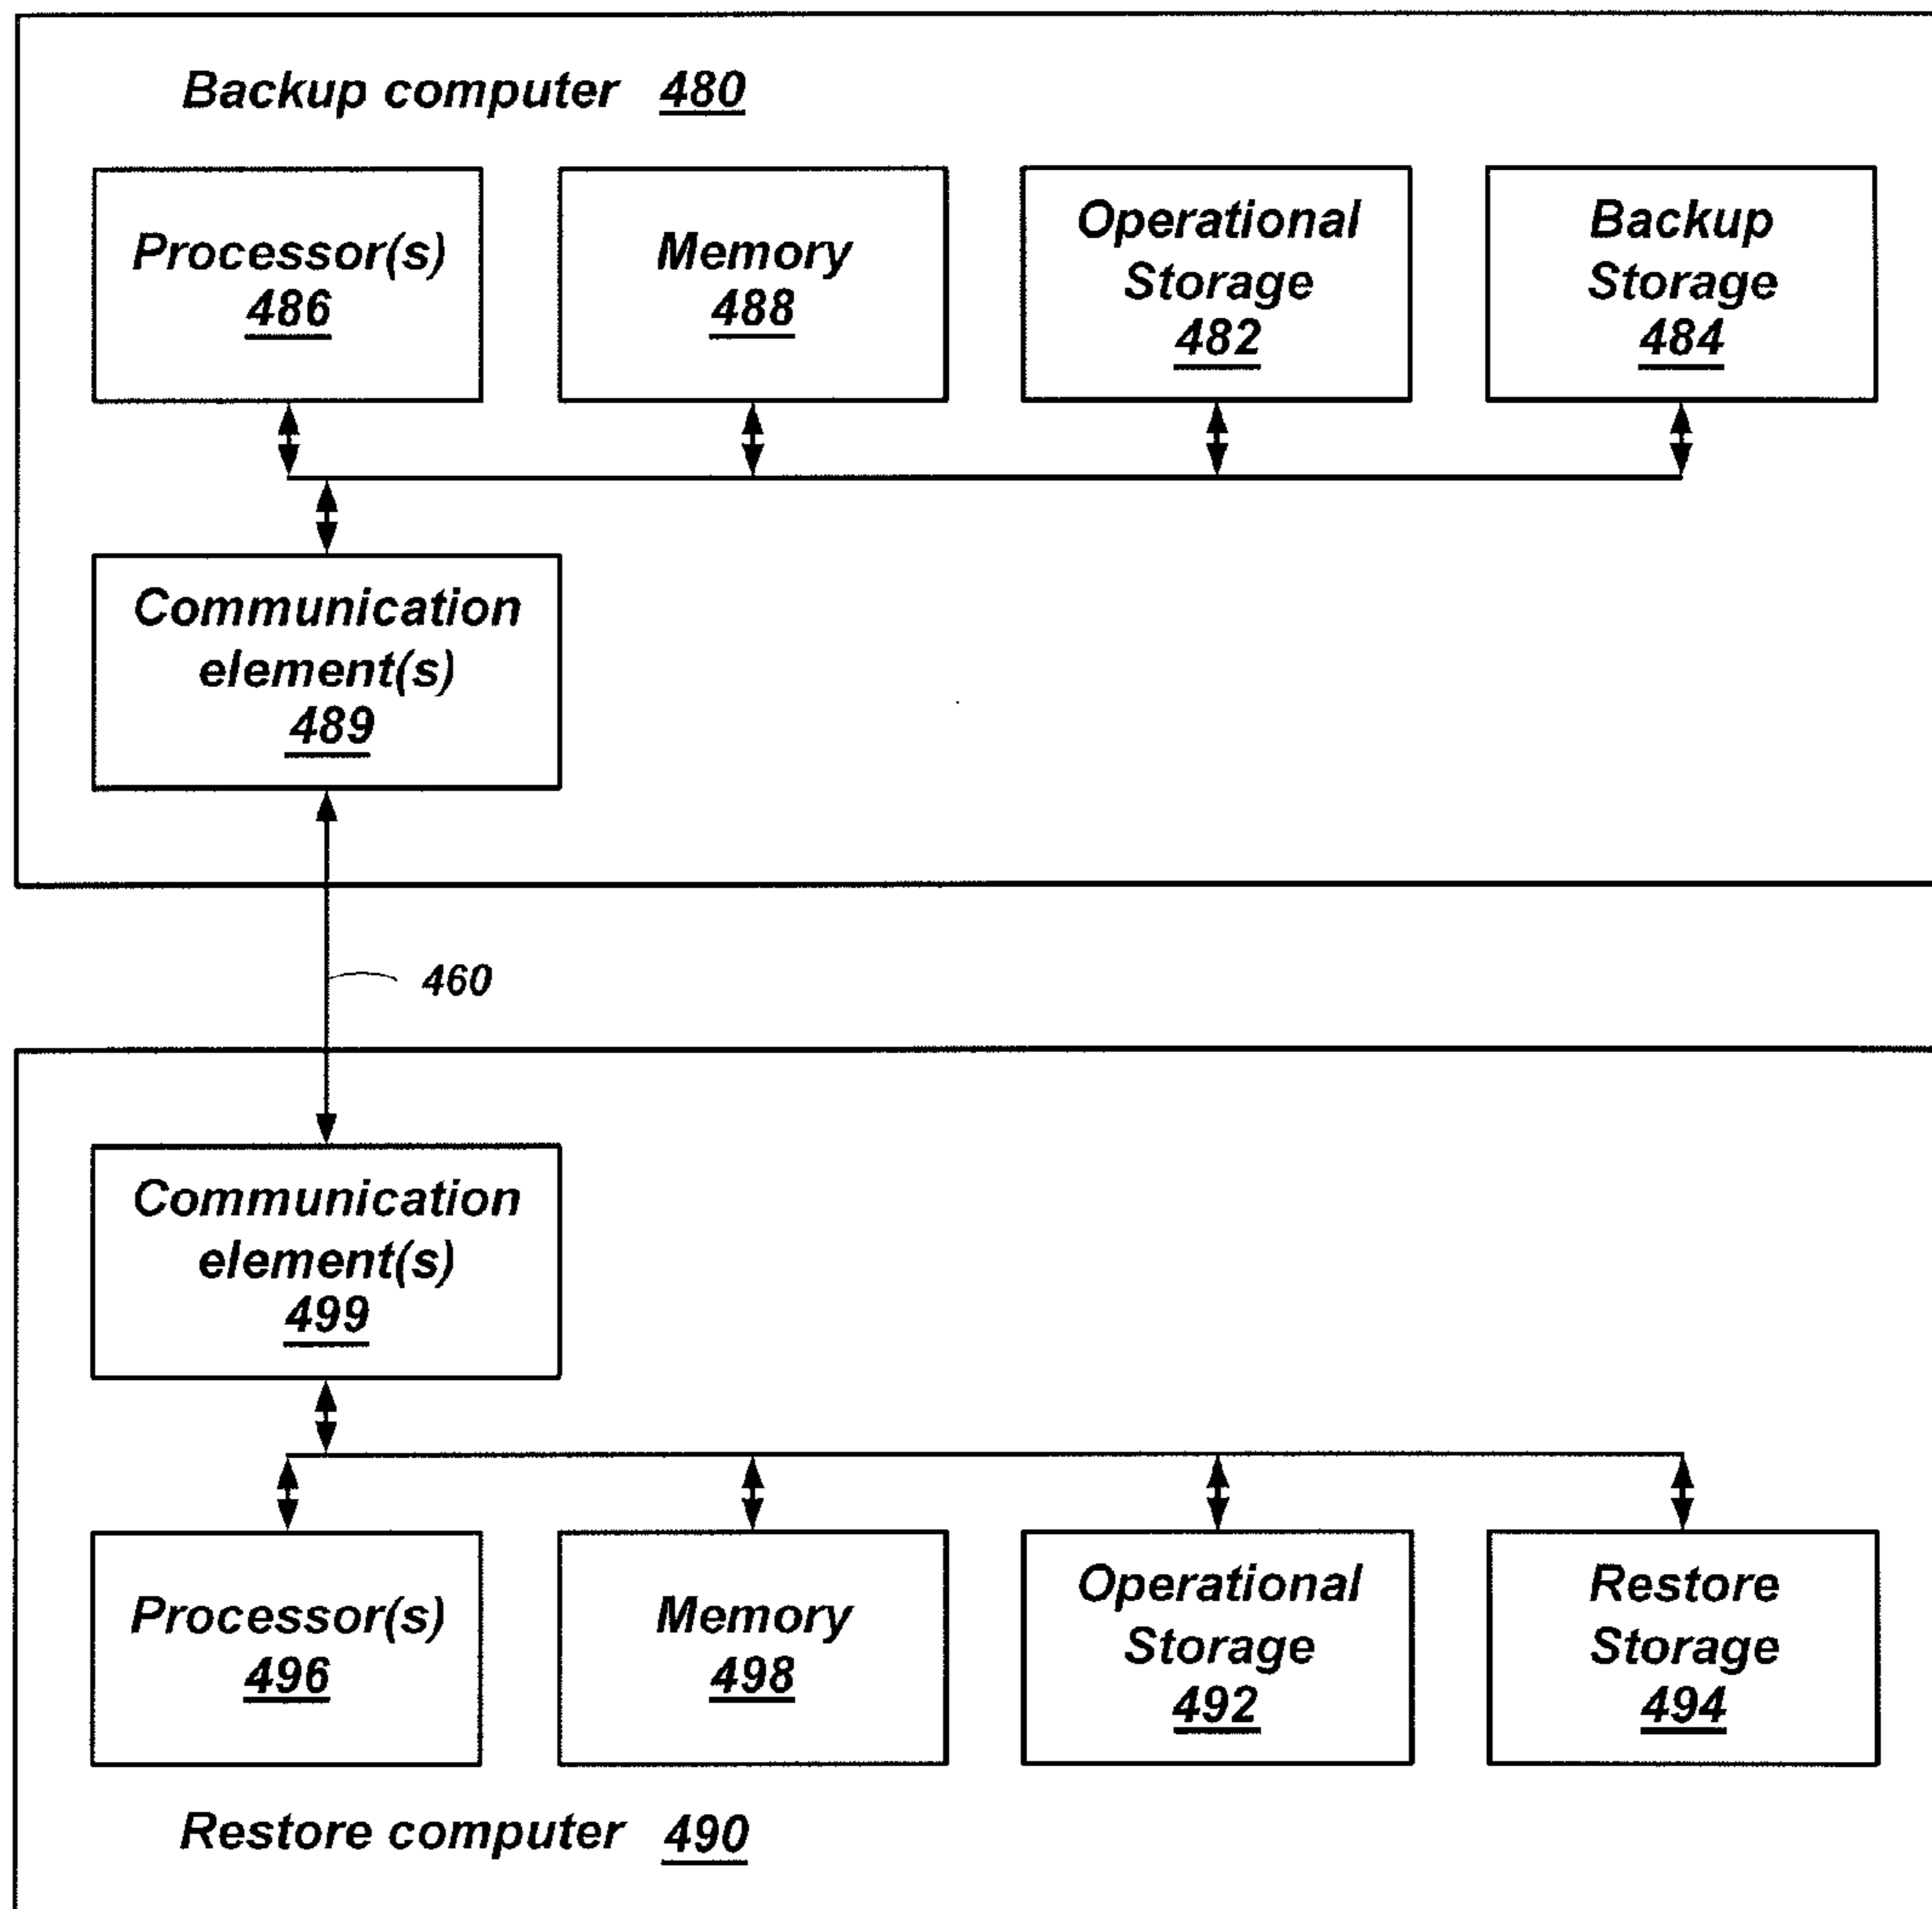 Backup computer 480
Processor(s)
486
Memory
488
Operational
Storage
482
Backup
Storage
484
Communication
element(s)
489
460
Communication
element(s)
499
Processor(s)
496
Memory
498
Operational
Storage
492
Restore
Storage
494
Restore computer 490